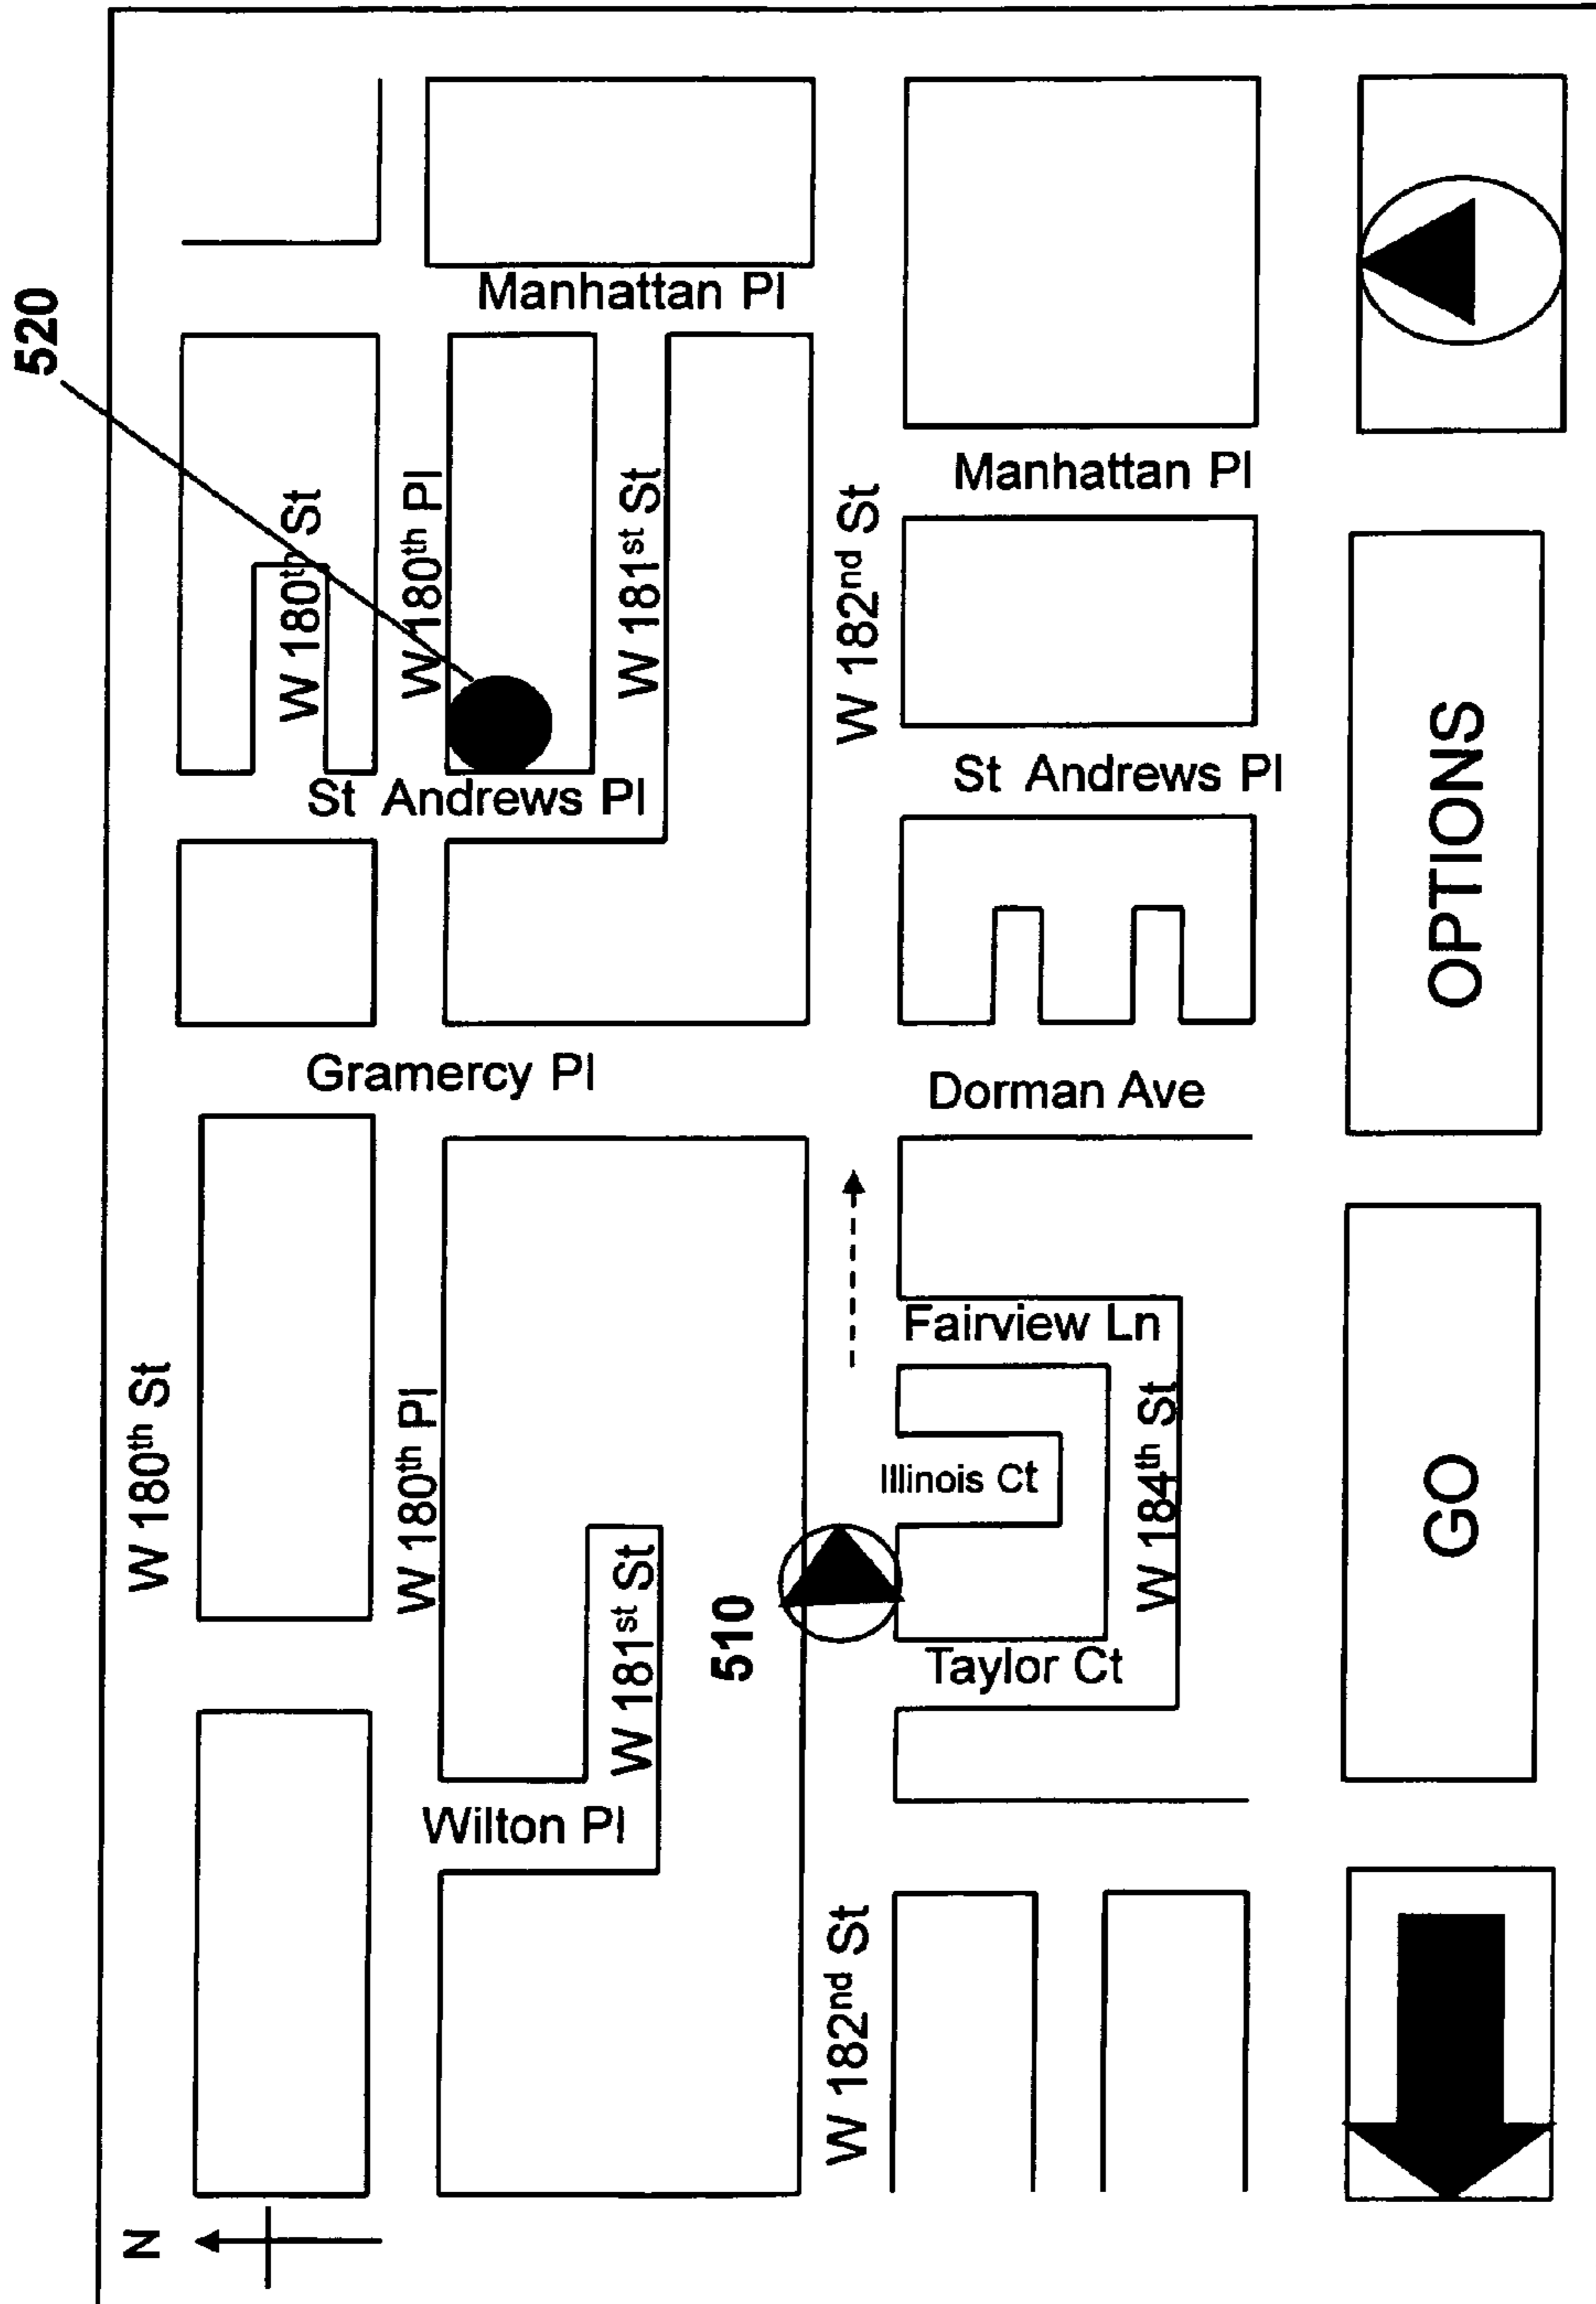 520
N
W 180th St
W 180th St
Manhattan Pl
W 180th Pl
W 180th Pl
St Andrews Pl
Gramercy Pl
W 181st St
W 181st St
Wilton Pl
510
W 182nd St
W 182nd St
Manhattan Pl
St Andrews Pl
Dorman Ave
Fairview Ln
Illinois Ct
Taylor Ct
W 184th St
GO
OPTIONS